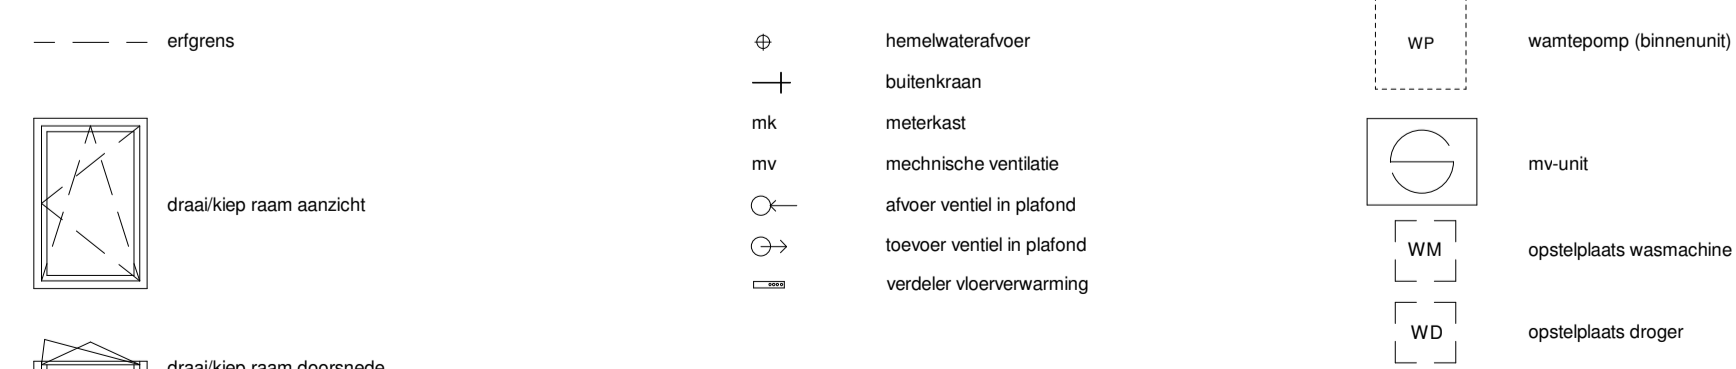 erfgrens
draai/kiep raam aanzicht
draai/kiep raam doorsnede
hemelwaterafvoer
buitenkraan
mk meterkast
mv mechnische ventilatie
afvoer ventiel in plafond
toevoer ventiel in plafond
verdeler vloerverwarming
WP wamtepomp (binnenunit)
mv-unit
WM opstelplaats wasmachine
WD opstelplaats droger